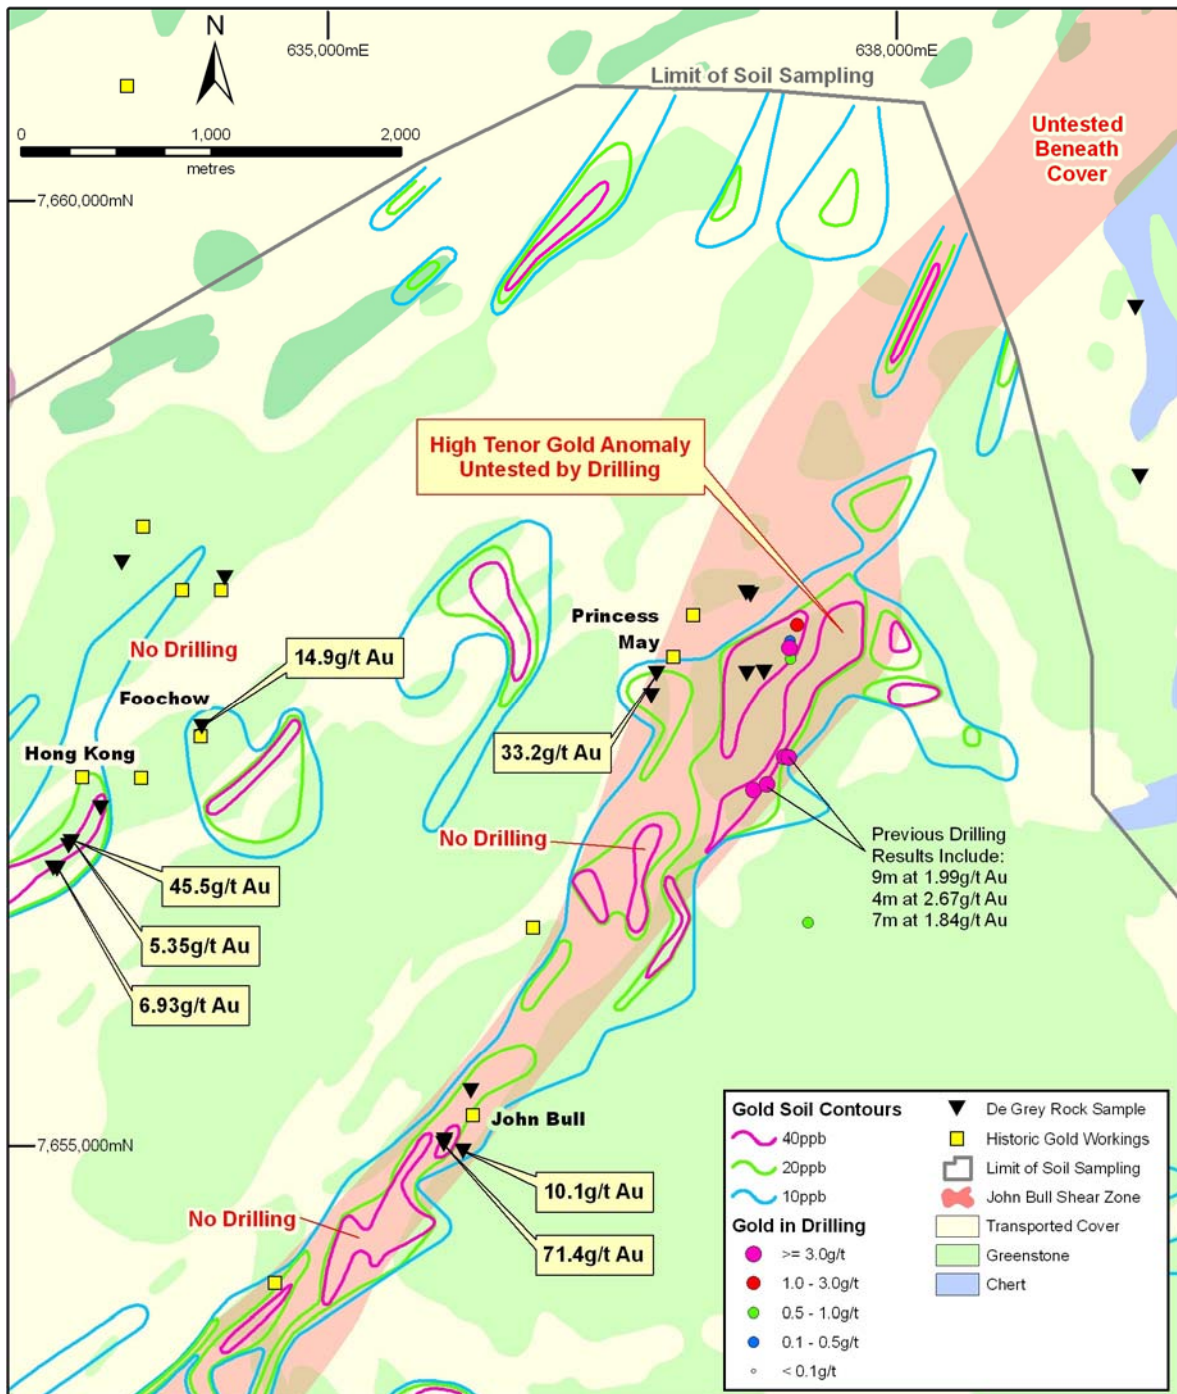 N
635,000mE
638,000mE
Limit of Soil Sampling
0
1,000
2,000
metres
Untested
Beneath
Cover
7,660,000mN
High Tenor Gold Anomaly
Untested by Drilling
Princess
May
No Drilling
14.9g/t Au
Foochow
33.2g/t Au
Hong Kong
No Drilling
Previous Drilling
Results Include:
9m at 1.99g/t Au
4m at 2.67g/t Au
7m at 1.84g/t Au
45.5g/t Au
5.35g/t Au
6.93g/t Au
John Bull
7,655,000mN
10.1g/t Au
No Drilling
71.4g/t Au
Gold Soil Contours
40ppb
20ppb
10ppb
Gold in Drilling
>= 3.0g/t
1.0 - 3.0g/t
0.5 - 1.0g/t
0.1 - 0.5g/t
< 0.1g/t
De Grey Rock Sample
Historic Gold Workings
Limit of Soil Sampling
John Bull Shear Zone
Transported Cover
Greenstone
Chert